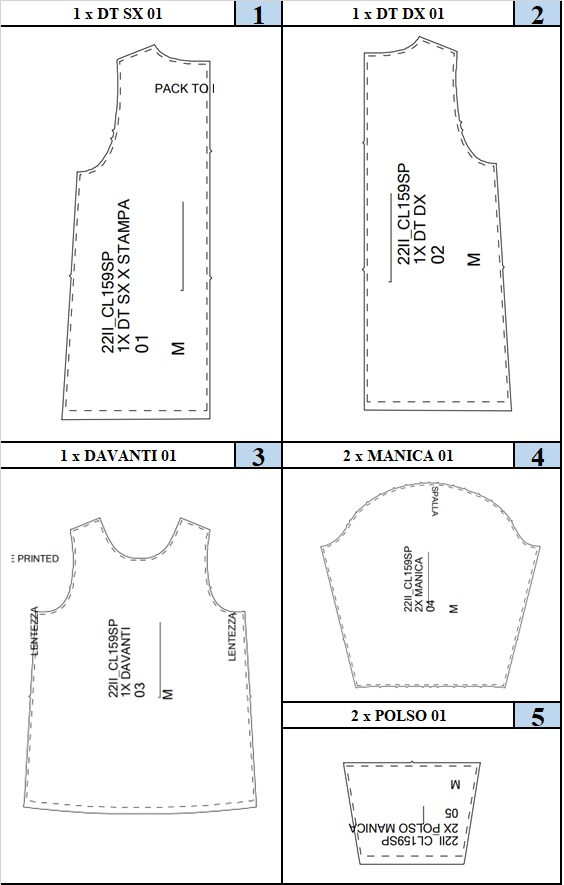 1 x DT SX 01
1
1 x DT DX 01
2
PACK TO
22II_CL159SP
1X DT SX X STAMPA
01
M
22II_CL159SP
1X DT DX
02
M
1 x DAVANTI 01
3
2 x MANICA 01
4
E PRINTED
LENTEZZA
LENTEZZA
22II_CL159SP
1X DAVANTI
03
M
SPALLA
22II_CL159SP
2X MANICA
04
M
2 x POLSO 01
5
22II_CL159SP
2X POLSO MANICA
05
M